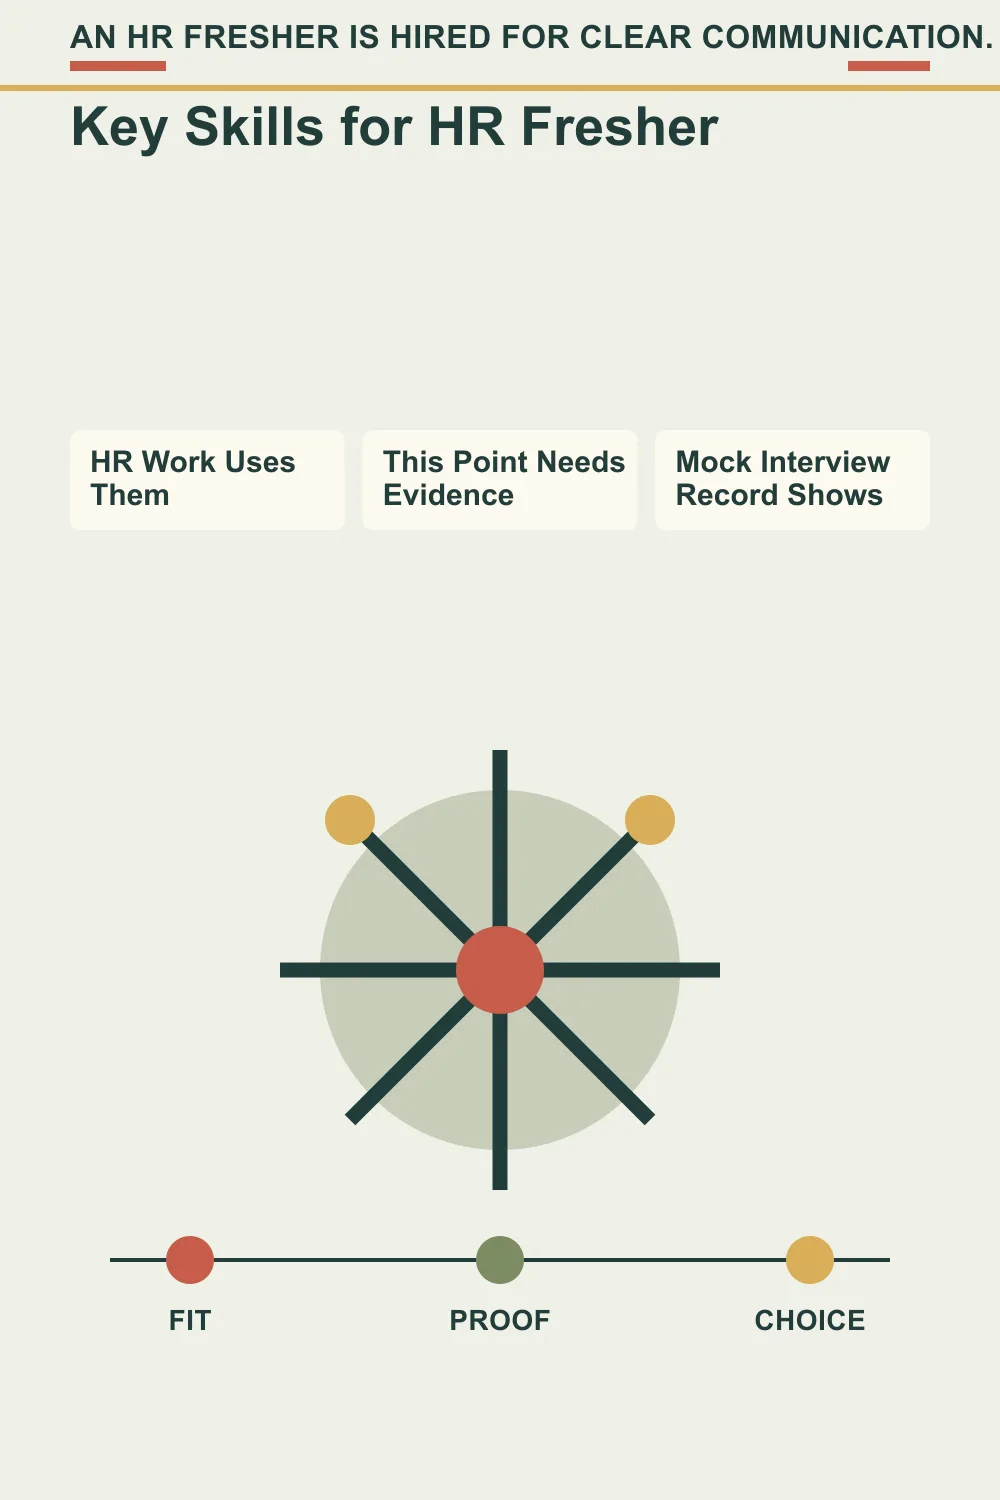 AN HR FRESHER IS HIRED FOR CLEAR COMMUNICATION.
Key Skills for HR Fresher
HR Work Uses
Them
This Point Needs
Evidence
Mock Interview
Record Shows
FIT
PROOF
CHOICE